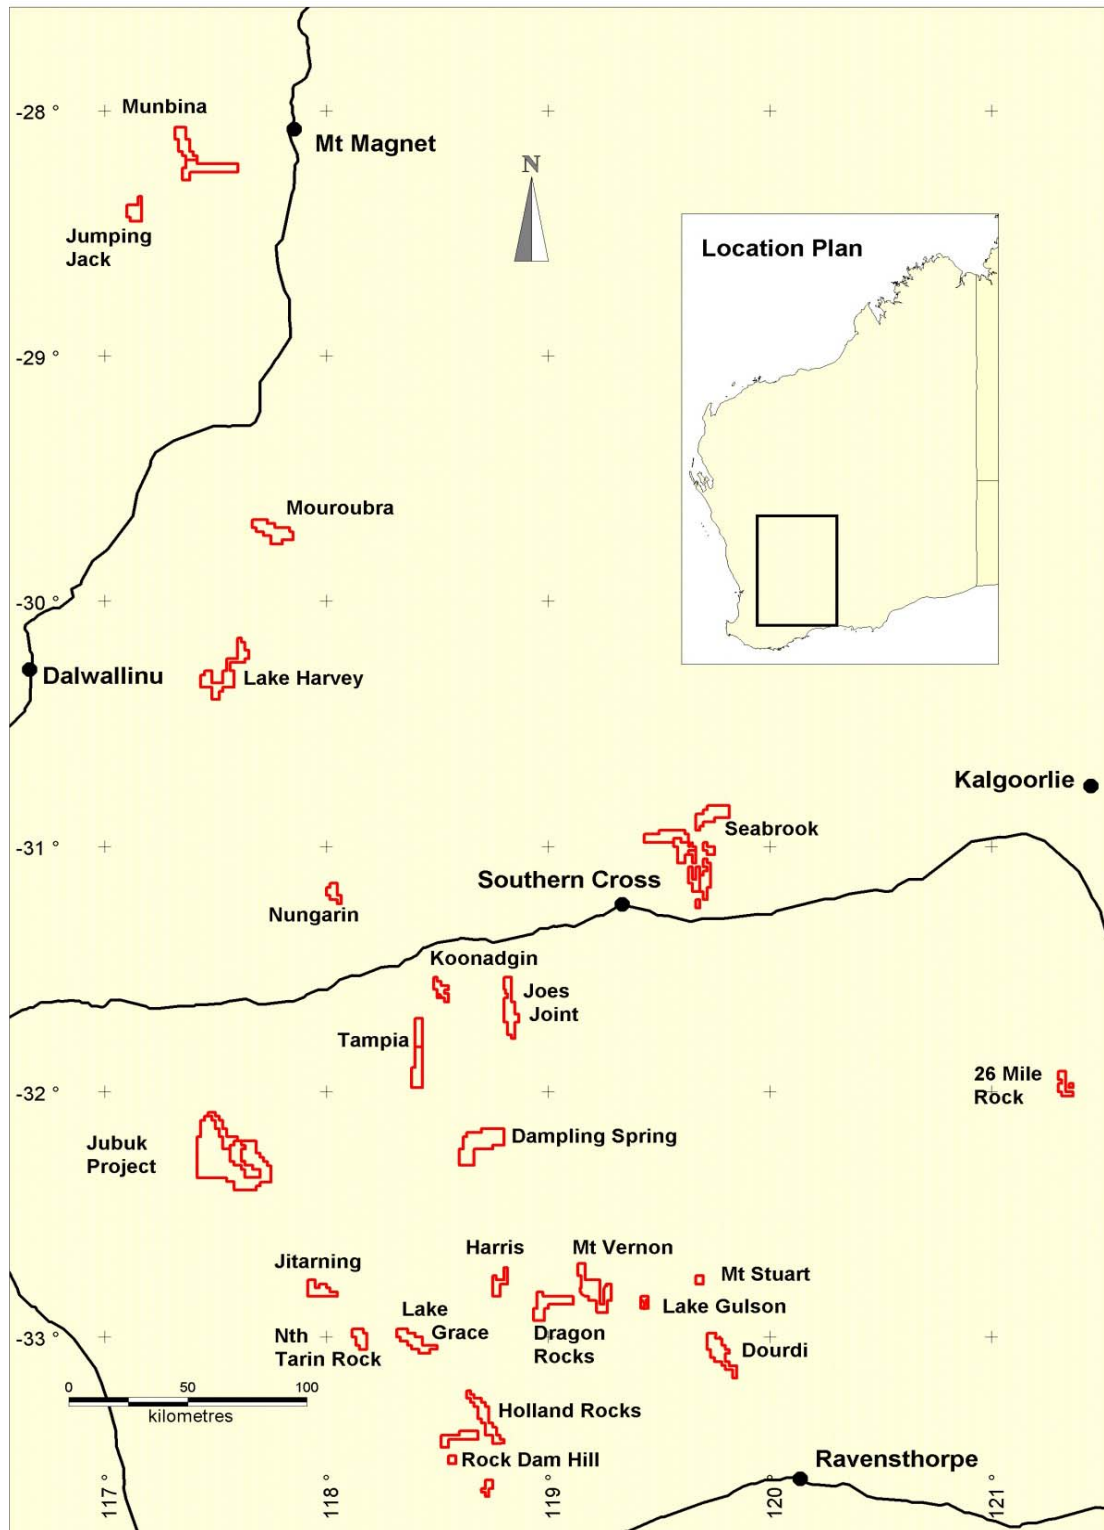 Munbina
-28 °
Mt Magnet
N
Jumping
Jack
Location Plan
-29 °
Mouroubra
-30 °
Dalwallinu
Lake Harvey
Kalgoorlie
Seabrook
-31 °
Southern Cross
Nungarin
Koonadgin
Joes
Joint
Tampia
26 Mile
Rock
-32 °
Jubuk
Project
Dampling Spring
Harris
Mt Vernon
Jitarning
Mt Stuart
Lake Gulson
Lake
Grace
Nth
Tarin Rock
-33 °
Dragon
Rocks
Dourdi
0 50 100
kilometres
Holland Rocks
Rock Dam Hill
Ravensthorpe
117 °
118 °
119 °
120 °
121 °